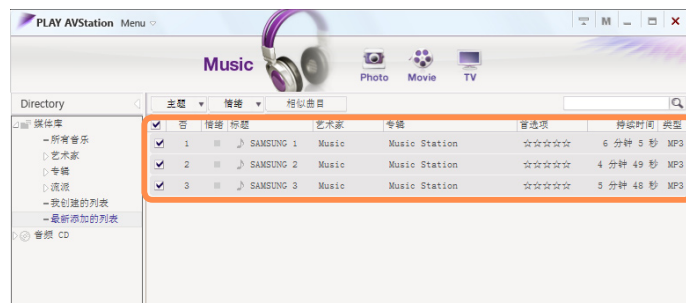 PLAY AVStation Menu
M
Music
Photo Movie TV
Directory
主题 情绪 相似曲目
媒体库
所有音乐
艺术家
专辑
流派
我创建的列表
最新添加的列表
音频 CD
否 情绪 标题 艺术家 专辑 首选项 持续时间 类型
1 SAMSUNG 1 Music Music Station ☆☆☆☆☆ 6 分钟 5 秒 MP3
2 SAMSUNG 2 Music Music Station ☆☆☆☆☆ 4 分钟 49 秒 MP3
3 SAMSUNG 3 Music Music Station ☆☆☆☆☆ 5 分钟 48 秒 MP3